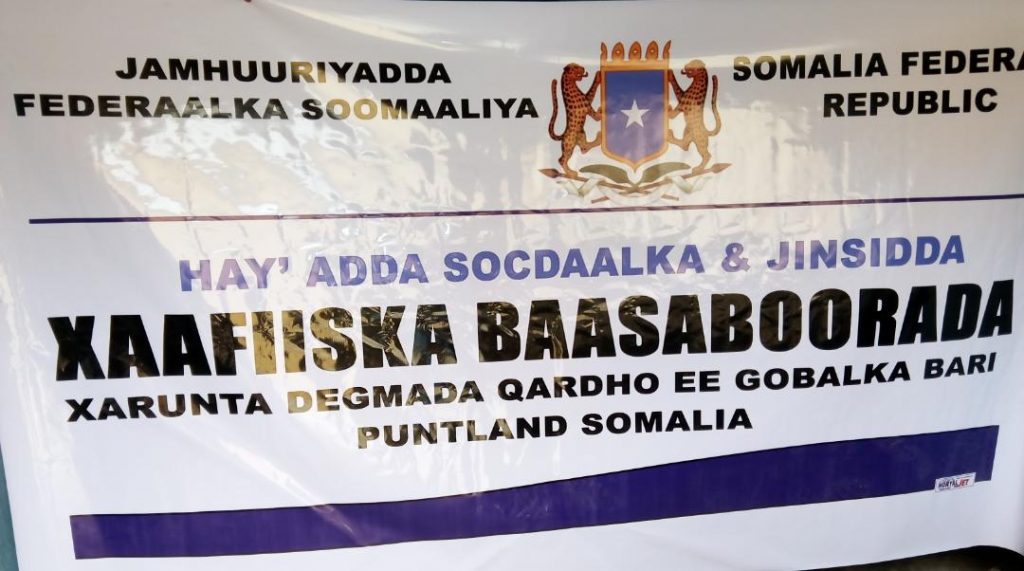 JAMHUURIYADDA
FEDERAALKA SOOMAALIYA
SOMALIA FEDERA
REPUBLIC
HAY' ADDA SOCDAALKA & JINSIDDA
XAAFIISKA BAASABOORADA
XARUNTA DEGMADA QARDHO EE GOBALKA BARI
PUNTLAND SOMALIA